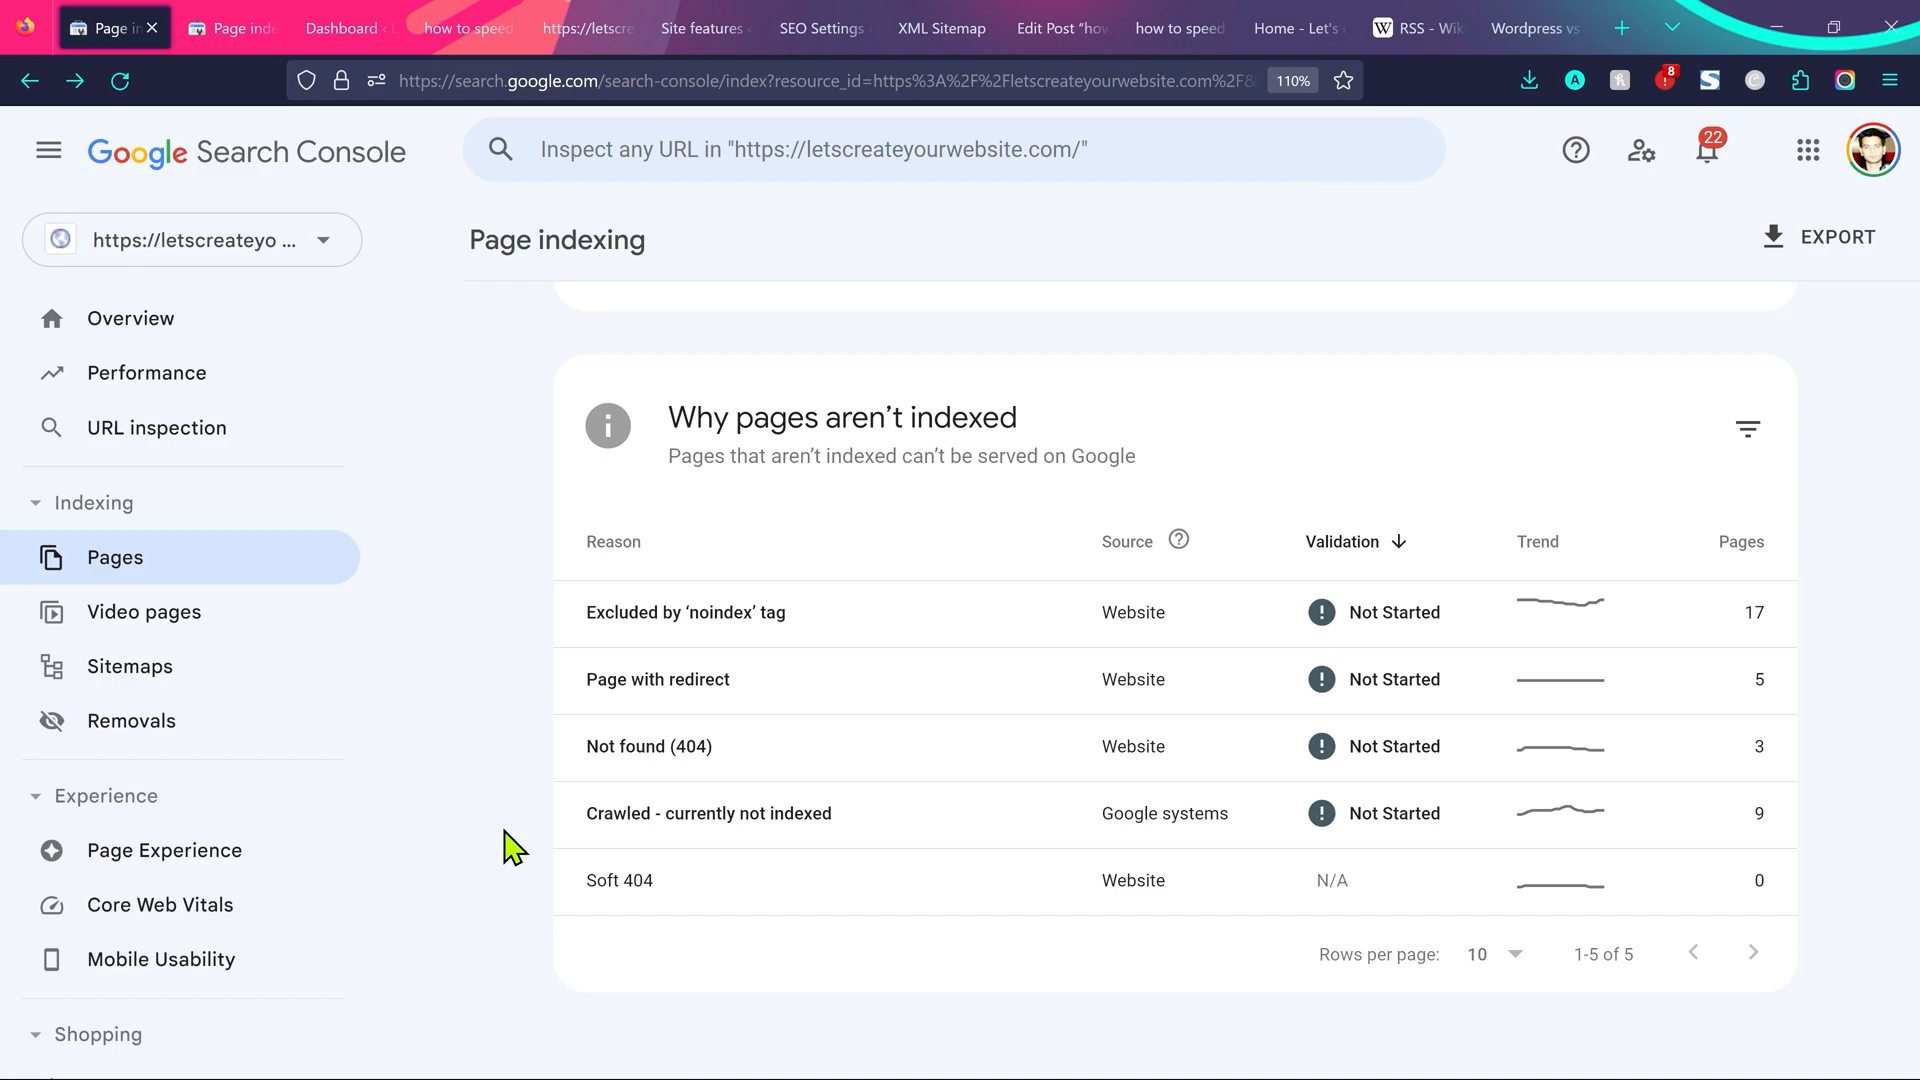 Page in
Page inde
Dashboard ‹ L
how to speed
https://letscre
Site features ‹
SEO Settings
XML Sitemap
Edit Post “how
how to speed
Home - Let's c
W RSS - Wik
Wordpress vs
https://search.google.com/search-console/index?resource_id=https%3A%2F%2Fletscreateyourwebsite.com%2F&
110%
8
Google Search Console
Inspect any URL in "https://letscreateyourwebsite.com/"
22
https://letscreateyo ...
Page indexing
EXPORT
Overview
Performance
URL inspection
Indexing
Pages
Video pages
Sitemaps
Removals
Experience
Page Experience
Core Web Vitals
Mobile Usability
Shopping
Why pages aren’t indexed
Pages that aren’t indexed can’t be served on Google
Reason Source Validation Trend Pages
Excluded by ‘noindex’ tag Website Not Started 17
Page with redirect Website Not Started 5
Not found (404) Website Not Started 3
Crawled - currently not indexed Google systems Not Started 9
Soft 404 Website N/A 0
Rows per page: 10 1-5 of 5